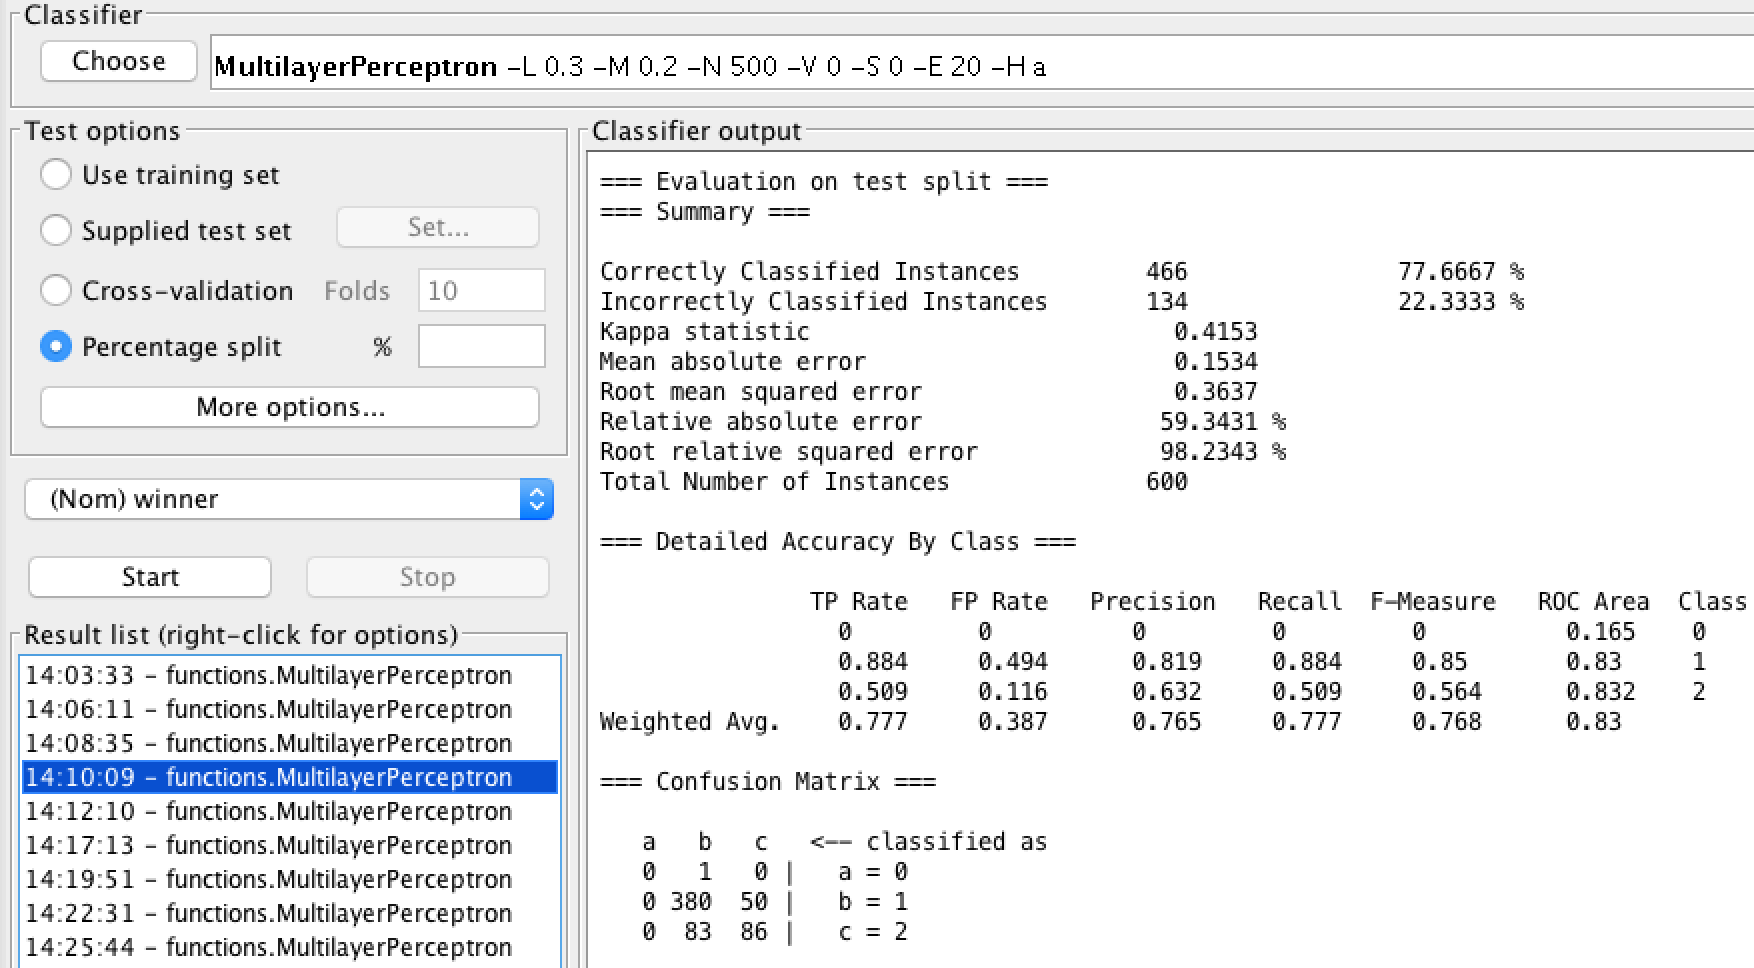 Classifier
Choose MultilayerPerceptron –L 0.3 –M 0.2 –N 500 –V 0 –S 0 –E 20 –H a
Test options
Use training set
Supplied test set Set...
Cross-validation Folds 10
Percentage split %
More options...
(Nom) winner
Start Stop
Result list (right-click for options)
14:03:33 – functions.MultilayerPerceptron
14:06:11 – functions.MultilayerPerceptron
14:08:35 – functions.MultilayerPerceptron
14:10:09 – functions.MultilayerPerceptron
14:12:10 – functions.MultilayerPerceptron
14:17:13 – functions.MultilayerPerceptron
14:19:51 – functions.MultilayerPerceptron
14:22:31 – functions.MultilayerPerceptron
14:25:44 – functions.MultilayerPerceptron
Classifier output
=== Evaluation on test split ===
=== Summary ===
Correctly Classified Instances 466 77.6667 %
Incorrectly Classified Instances 134 22.3333 %
Kappa statistic 0.4153
Mean absolute error 0.1534
Root mean squared error 0.3637
Relative absolute error 59.3431 %
Root relative squared error 98.2343 %
Total Number of Instances 600
=== Detailed Accuracy By Class ===
TP Rate FP Rate Precision Recall F-Measure ROC Area Class
0 0 0 0 0 0.165 0
0.884 0.494 0.819 0.884 0.85 0.83 1
0.509 0.116 0.632 0.509 0.564 0.832 2
Weighted Avg. 0.777 0.387 0.765 0.777 0.768 0.83
=== Confusion Matrix ===
a b c <-- classified as
0 1 0 | a = 0
0 380 50 | b = 1
0 83 86 | c = 2